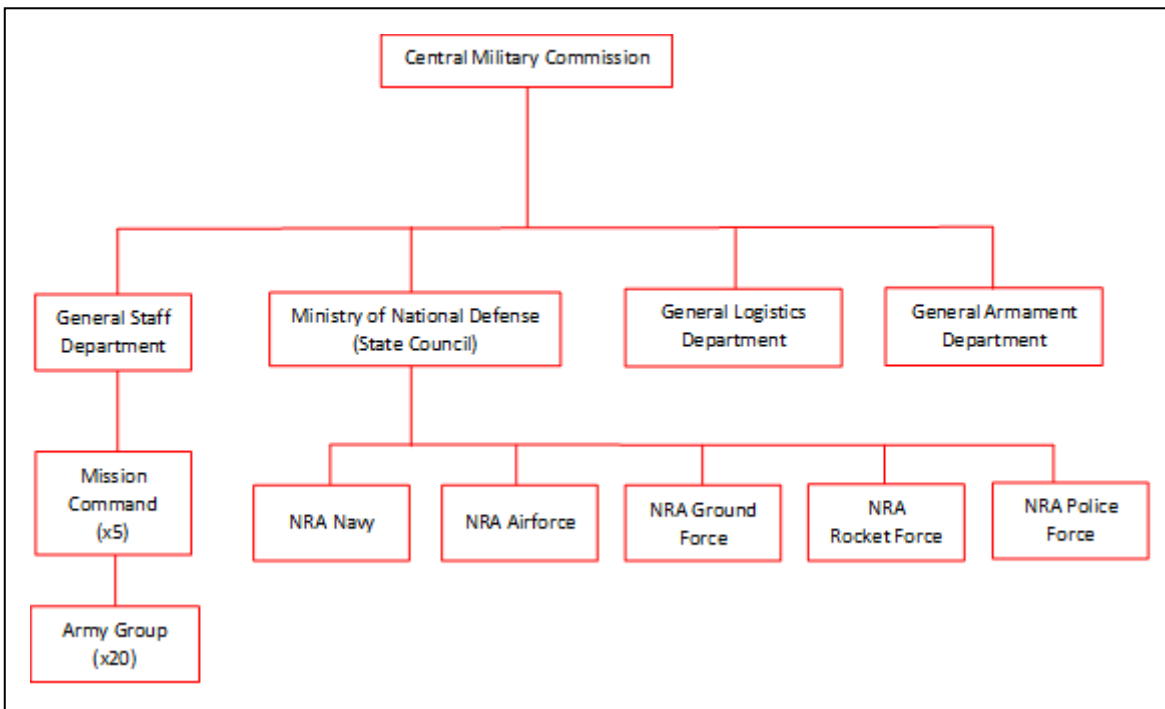 Central Military Commission
General Staff
Department
Ministry of National Defense
(State Council)
General Logistics
Department
General Armament
Department
Mission
Command
(x5)
NRA Navy
NRA Airforce
NRA Ground
Force
NRA
Rocket Force
NRA Police
Force
Army Group
(x20)